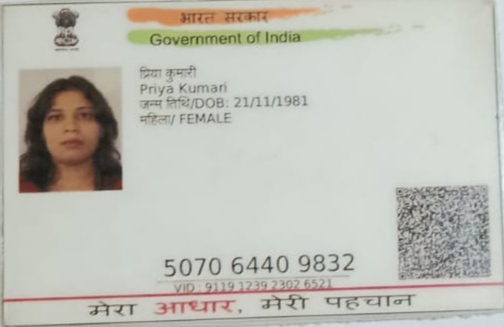 भारत सरकार
Government of India
प्रिया कुमारी
Priya Kumari
जन्म तिथि/DOB: 21/11/1981
महिला/ FEMALE
5070 6440 9832
VID : 9119 1239 2302 6521
मेरा आधार, मेरी पहचान